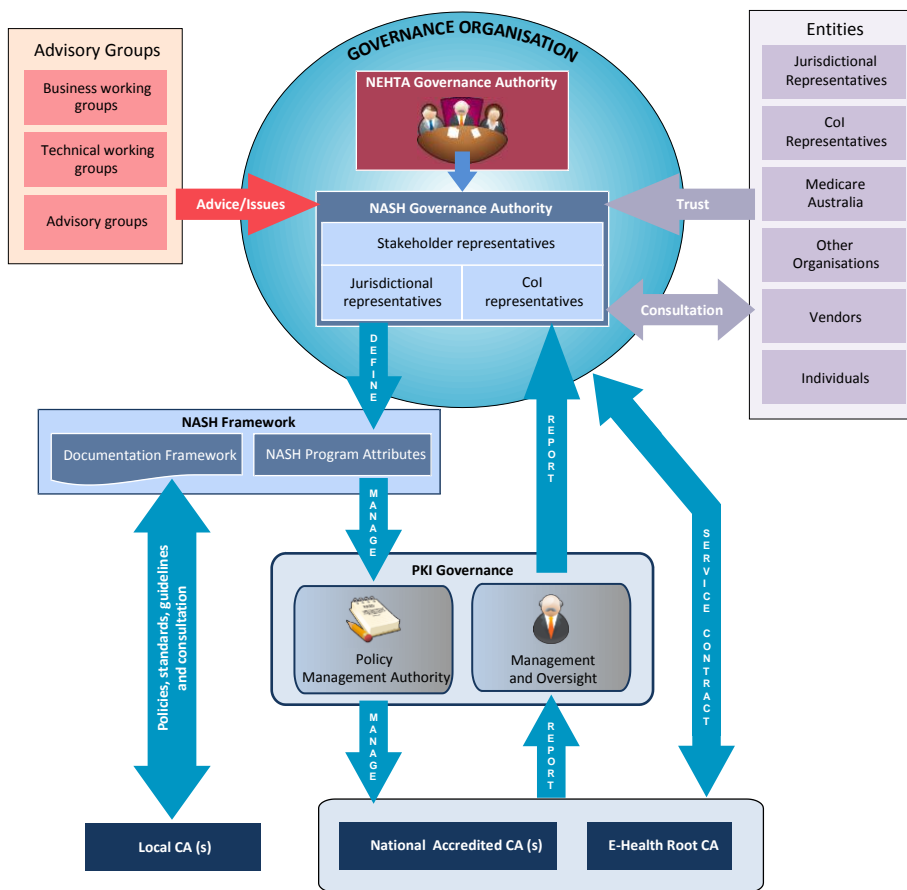 GOVERNANCE ORGANISATION
Advisory Groups
Business working
groups
Technical working
groups
Advisory groups
Advice/Issues
NEHTA Governance Authority
NASH Governance Authority
Stakeholder representatives
Jurisdictional
representatives
CoI
representatives
Trust
Consultation
Entities
Jurisdictional
Representatives
CoI
Representatives
Medicare
Australia
Other
Organisations
Vendors
Individuals
DEFINE
NASH Framework
Documentation Framework
NASH Program Attributes
MANAGE
REPORT
SERVICE CONTRACT
Policies, standards, guidelines
and consultation
PKI Governance
Policy
Management Authority
Management
and Oversight
MANAGE
REPORT
Local CA (s)
National Accredited CA (s)
E-Health Root CA